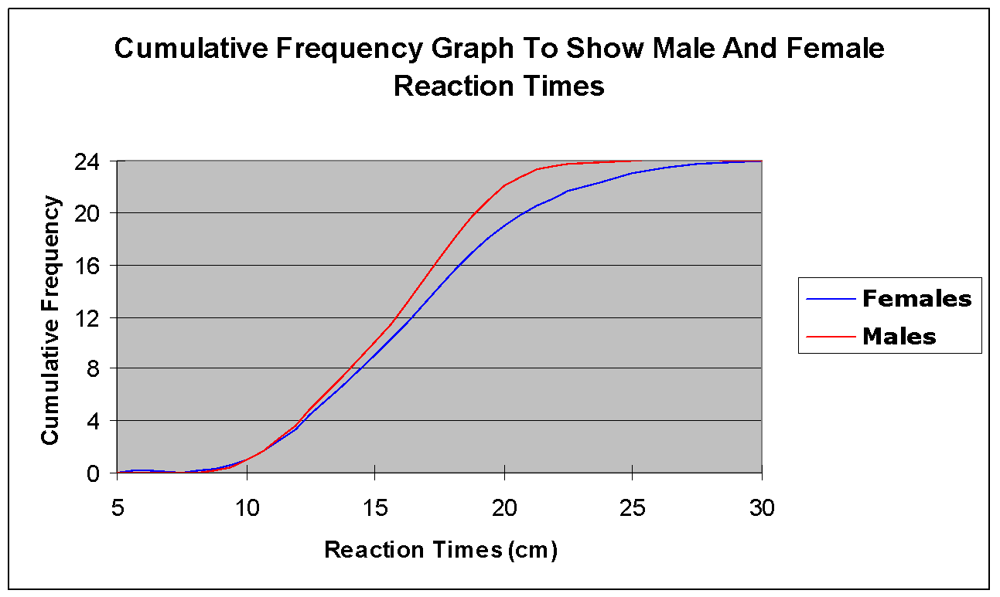 Cumulative Frequency Graph To Show Male And Female
Reaction Times
Cumulative Frequency
24
20
16
12
8
4
0
5 10 15 20 25 30
Reaction Times (cm)
Females
Males